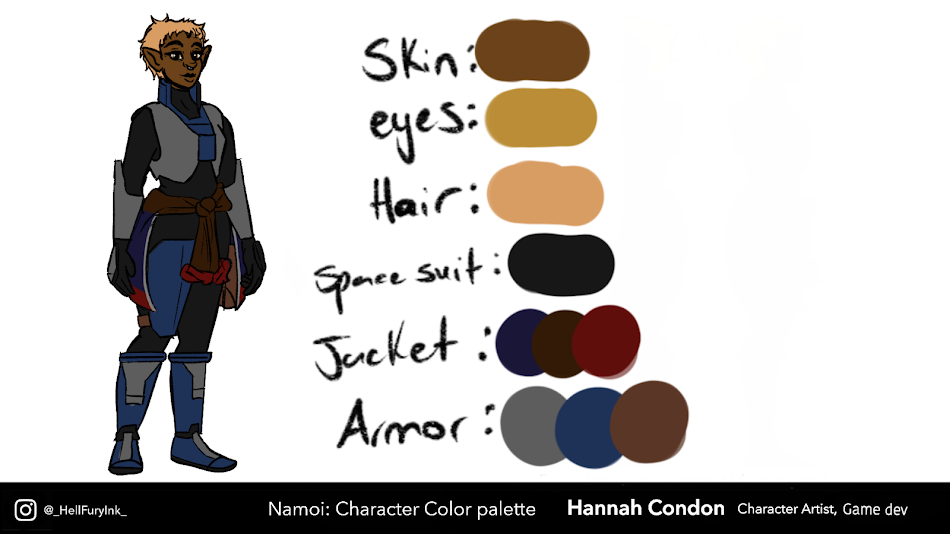 Skin:
eyes:
Hair:
Space suit:
Jacket:
Armor:
@_HellFuryInk_
Namoi: Character Color palette
Hannah Condon
Character Artist, Game dev